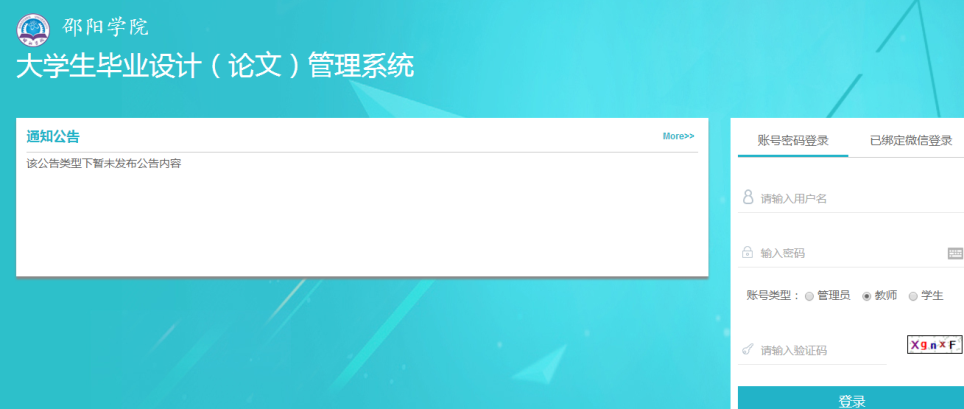 邵阳学院
大学生毕业设计（论文）管理系统
通知公告
More>>
该公告类型下暂未发布公告内容
账号密码登录
已绑定微信登录
请输入用户名
输入密码
账号类型： 管理员 教师 学生
请输入验证码
XgnxF
登录